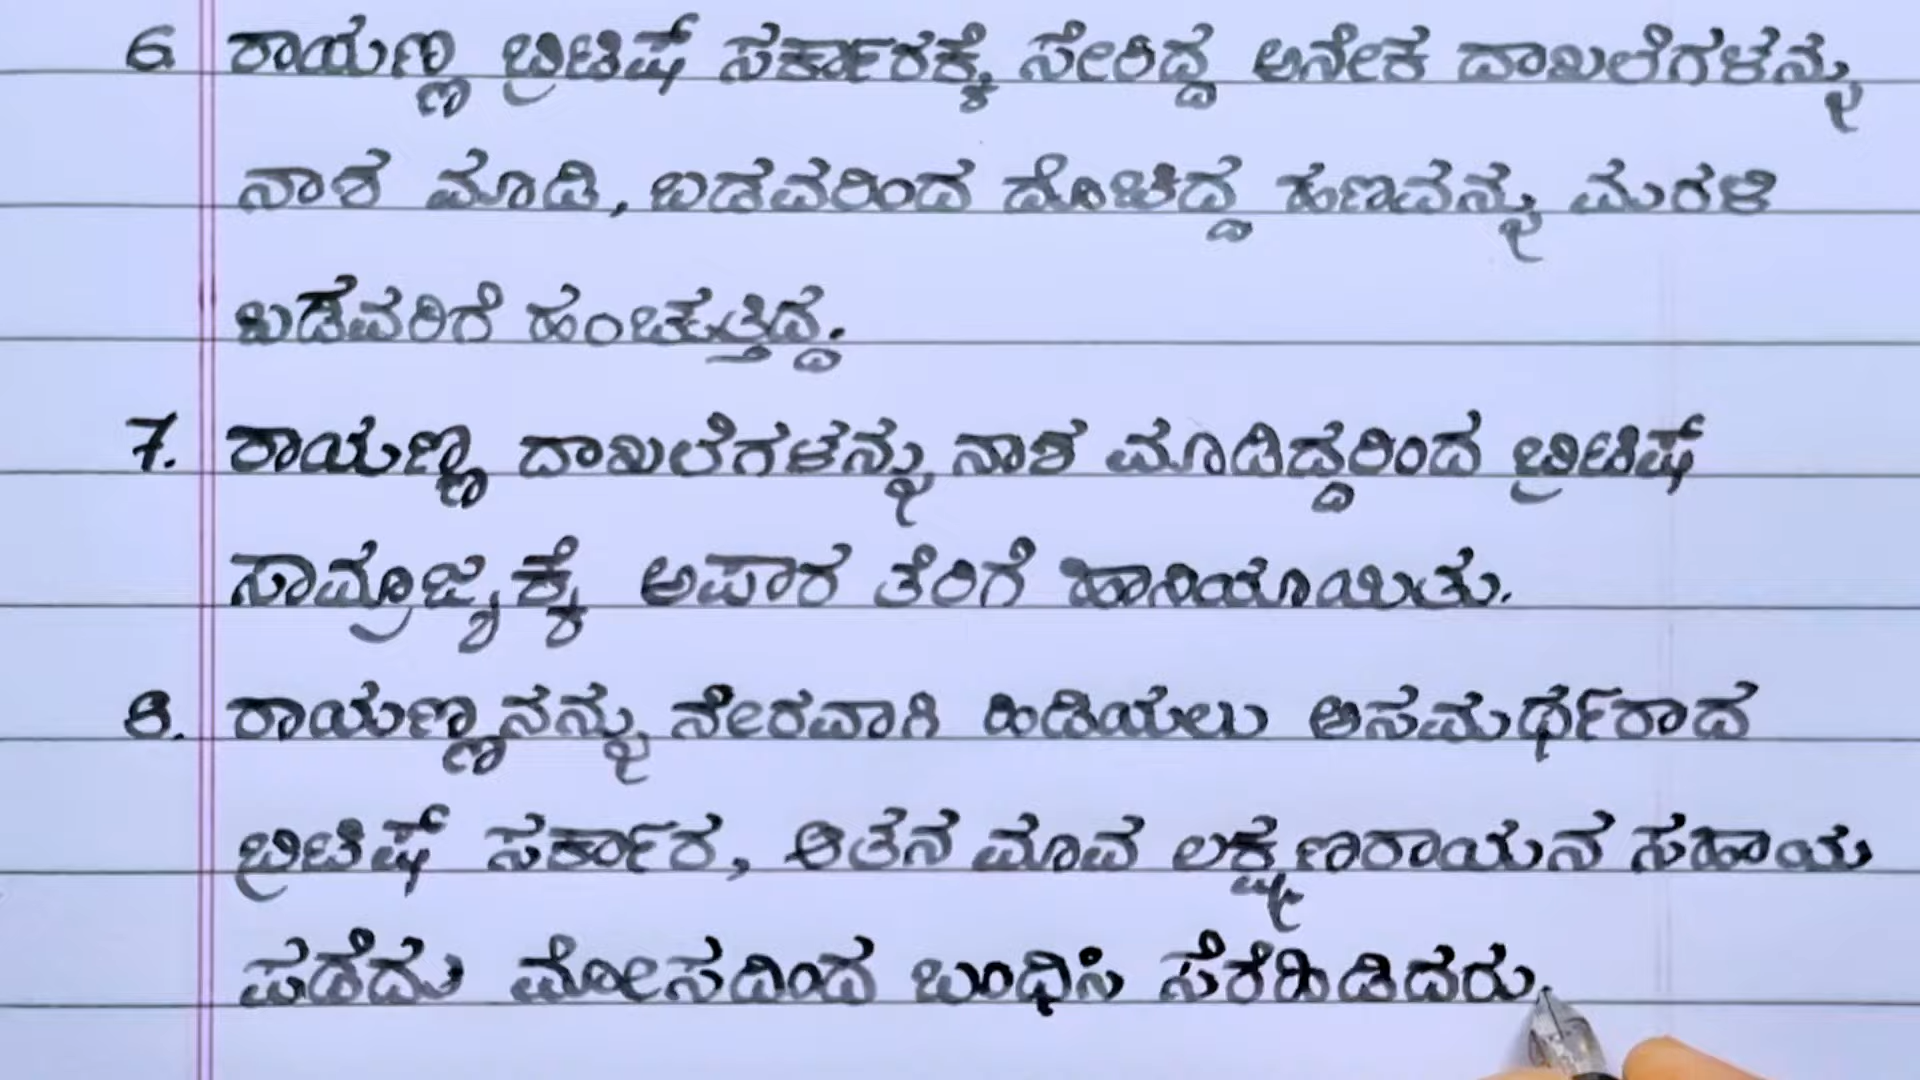 6. ರಾಯಣ್ಣ ಬ್ರಿಟಿಷ್ ಸರ್ಕಾರಕ್ಕೆ ಸೇರಿದ್ದ ಅನೇಕ ದಾಖಲೆಗಳನ್ನು
ನಾಶ ಮಾಡಿ, ಬಡವರಿಂದ ದೋಚಿದ್ದ ಹಣವನ್ನು ಮರಳಿ
ಬಡವರಿಗೆ ಹಂಚುತ್ತಿದ್ದ.
7. ರಾಯಣ್ಣ ದಾಖಲೆಗಳನ್ನು ನಾಶ ಮಾಡಿದ್ದರಿಂದ ಬ್ರಿಟಿಷ್
ಸಾಮ್ರಾಜ್ಯಕ್ಕೆ ಅಪಾರ ತೆರಿಗೆ ಹಾನಿಯಾಯಿತು.
8. ರಾಯಣ್ಣನನ್ನು ನೇರವಾಗಿ ಹಿಡಿಯಲು ಅಸಮರ್ಥರಾದ
ಬ್ರಿಟಿಷ್ ಸರ್ಕಾರ, ಆತನ ಮಾವ ಲಕ್ಷ್ಮಣರಾಯನ ಸಹಾಯ
ಪಡೆದು ಮೋಸದಿಂದ ಬಂಧಿಸಿ ಸೆರೆಹಿಡಿದರು.